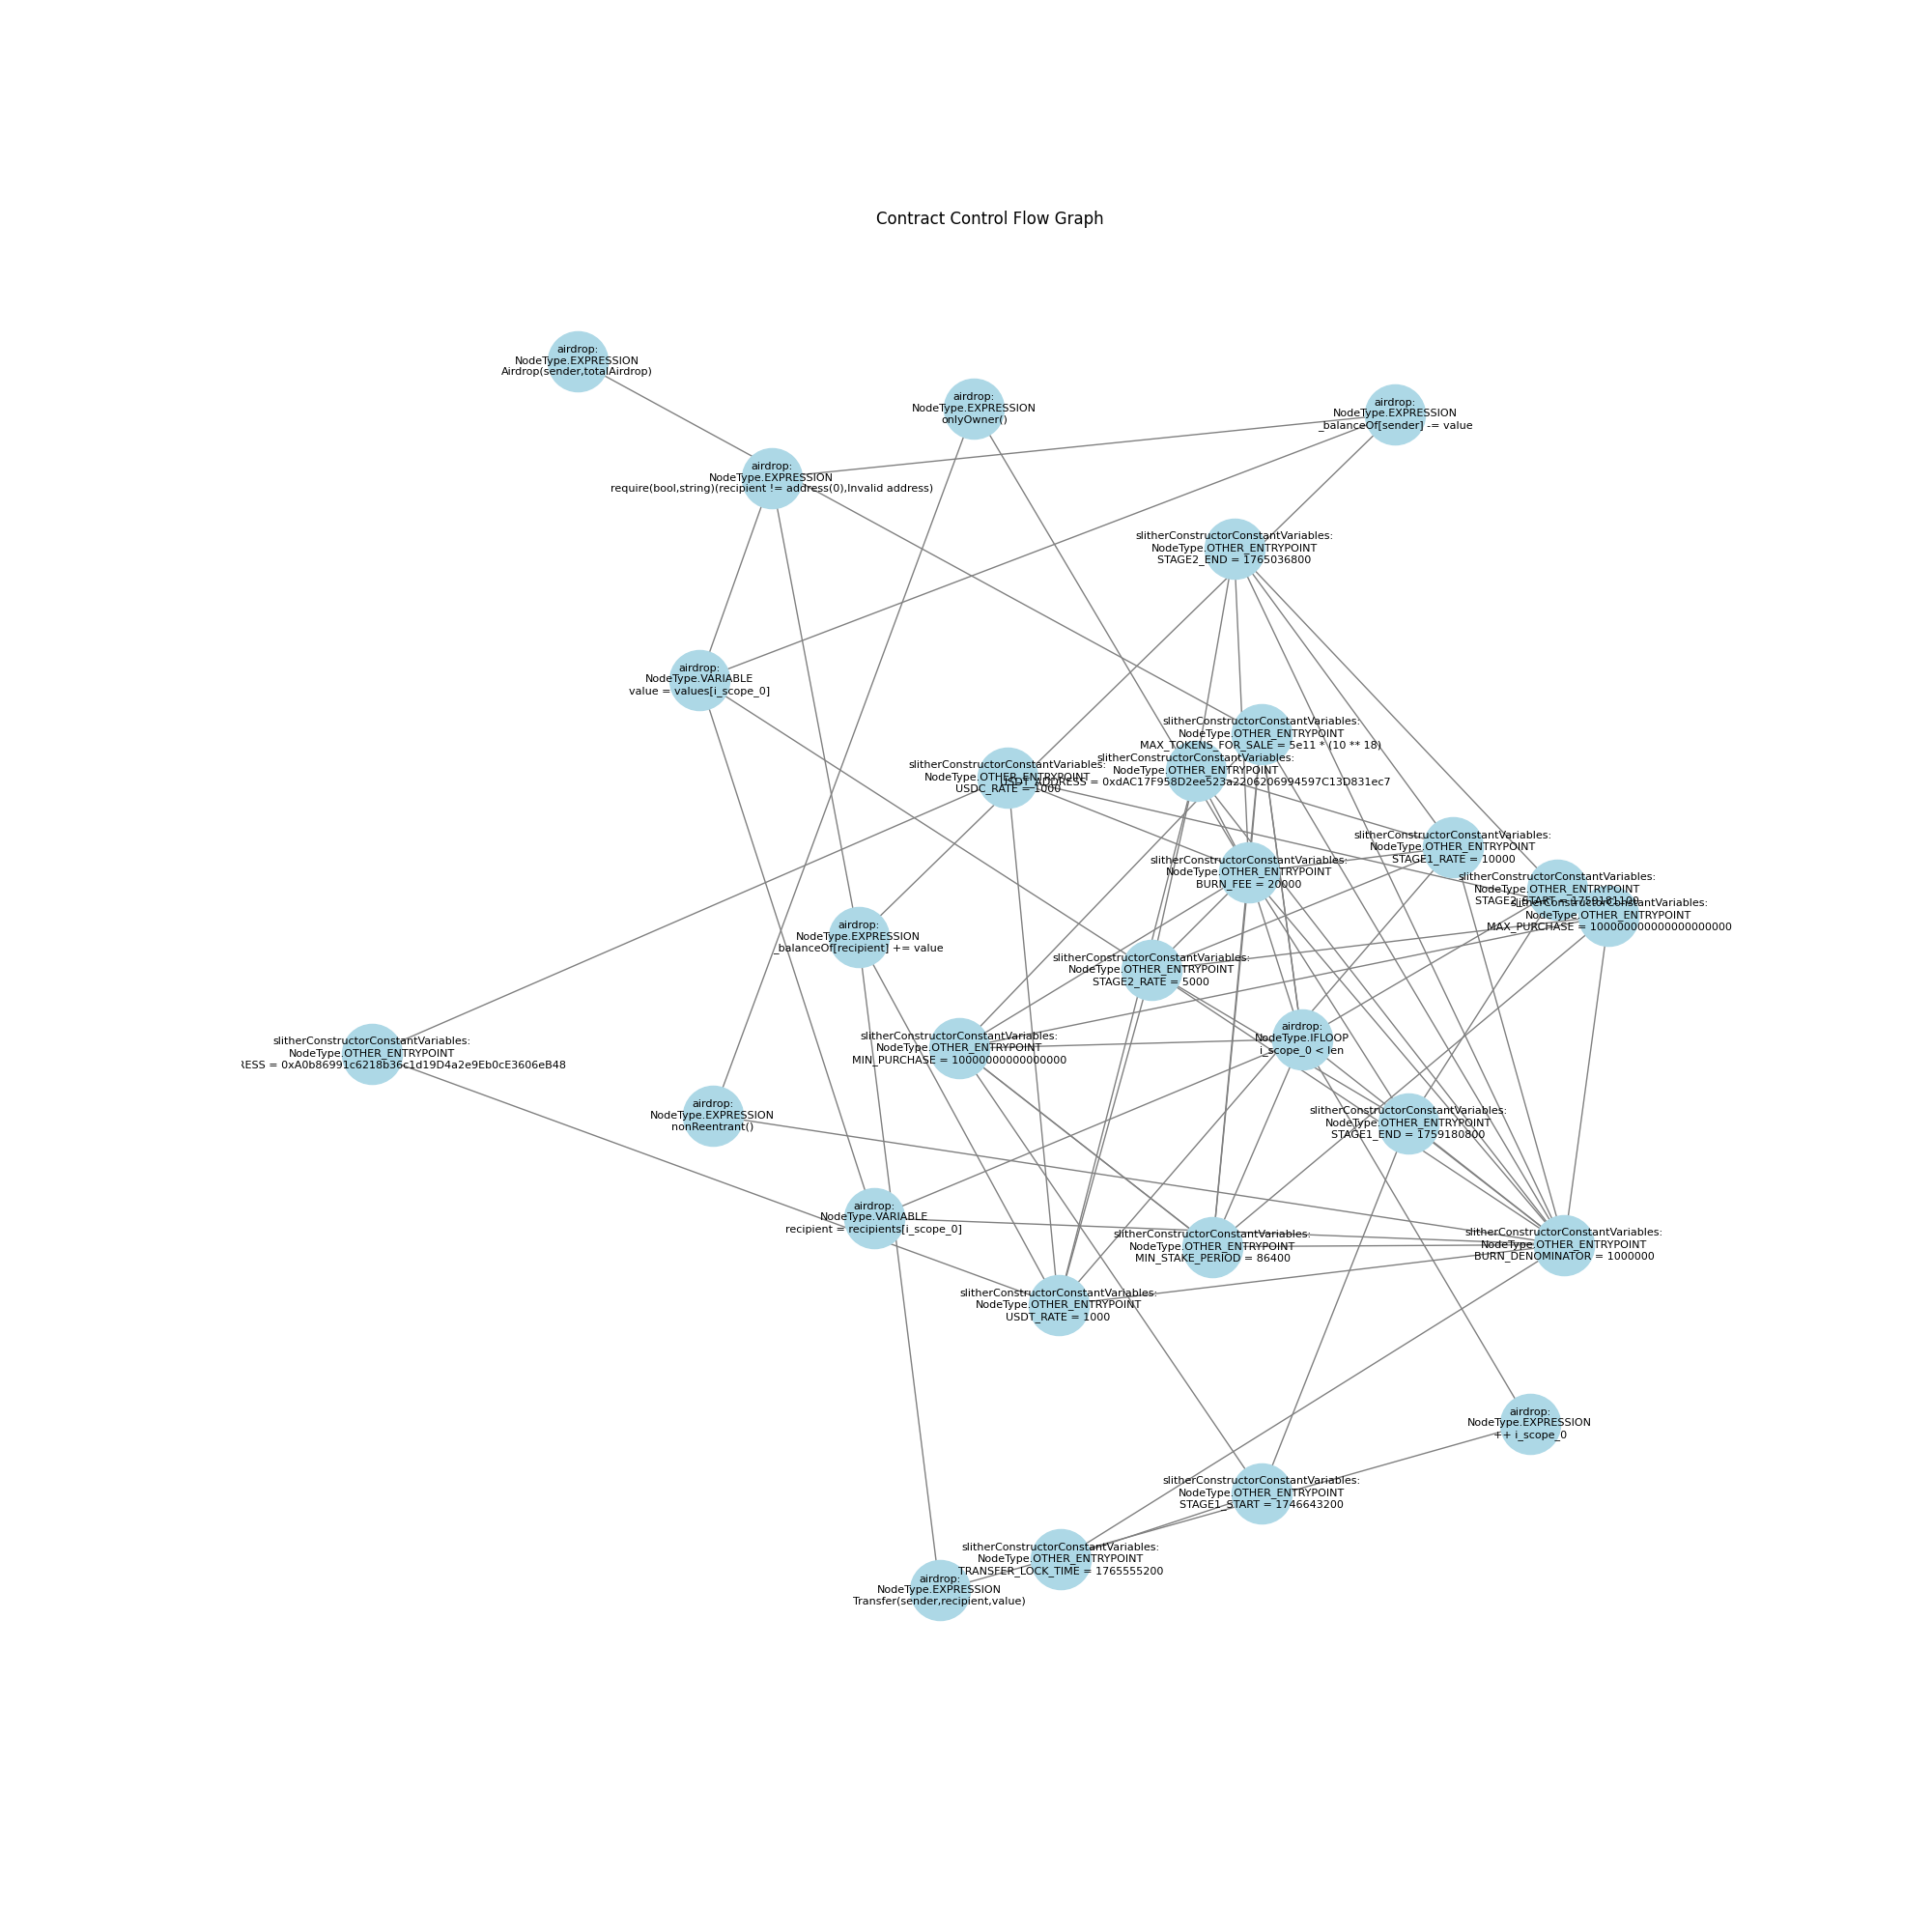 Contract Control Flow Graph
airdrop:
NodeType.EXPRESSION
Airdrop(sender,totalAirdrop)
airdrop:
NodeType.EXPRESSION
onlyOwner()
airdrop:
NodeType.EXPRESSION
_balanceOf[sender] -= value
airdrop:
NodeType.EXPRESSION
require(bool,string)(recipient != address(0),Invalid address)
slitherConstructorConstantVariables:
NodeType.OTHER_ENTRYPOINT
STAGE2_END = 1765036800
airdrop:
NodeType.VARIABLE
value = values[i_scope_0]
slitherConstructorConstantVariables:
NodeType.OTHER_ENTRYPOINT
MAX_TOKENS_FOR_SALE = 5e11 * (10 ** 18)
slitherConstructorConstantVariables:
NodeType.OTHER_ENTRYPOINT
USDT_ADDRESS = 0xdAC17F958D2ee523a2206206994597C13D831ec7
slitherConstructorConstantVariables:
NodeType.OTHER_ENTRYPOINT
USDC_RATE = 1000
slitherConstructorConstantVariables:
NodeType.OTHER_ENTRYPOINT
STAGE1_RATE = 10000
slitherConstructorConstantVariables:
NodeType.OTHER_ENTRYPOINT
BURN_FEE = 20000
slitherConstructorConstantVariables:
NodeType.OTHER_ENTRYPOINT
STAGE2_START = 1759181100
slitherConstructorConstantVariables:
NodeType.OTHER_ENTRYPOINT
MAX_PURCHASE = 100000000000000000000
airdrop:
NodeType.EXPRESSION
_balanceOf[recipient] += value
slitherConstructorConstantVariables:
NodeType.OTHER_ENTRYPOINT
STAGE2_RATE = 5000
slitherConstructorConstantVariables:
NodeType.OTHER_ENTRYPOINT
MIN_PURCHASE = 10000000000000000
airdrop:
NodeType.IFLOOP
i_scope_0 < len
slitherConstructorConstantVariables:
NodeType.OTHER_ENTRYPOINT
RESS = 0xA0b86991c6218b36c1d19D4a2e9Eb0cE3606eB48
airdrop:
NodeType.EXPRESSION
nonReentrant()
slitherConstructorConstantVariables:
NodeType.OTHER_ENTRYPOINT
STAGE1_END = 1759180800
airdrop:
NodeType.VARIABLE
recipient = recipients[i_scope_0]
slitherConstructorConstantVariables:
NodeType.OTHER_ENTRYPOINT
MIN_STAKE_PERIOD = 86400
slitherConstructorConstantVariables:
NodeType.OTHER_ENTRYPOINT
BURN_DENOMINATOR = 1000000
slitherConstructorConstantVariables:
NodeType.OTHER_ENTRYPOINT
USDT_RATE = 1000
airdrop:
NodeType.EXPRESSION
++ i_scope_0
slitherConstructorConstantVariables:
NodeType.OTHER_ENTRYPOINT
STAGE1_START = 1746643200
slitherConstructorConstantVariables:
NodeType.OTHER_ENTRYPOINT
TRANSFER_LOCK_TIME = 1765555200
airdrop:
NodeType.EXPRESSION
Transfer(sender,recipient,value)